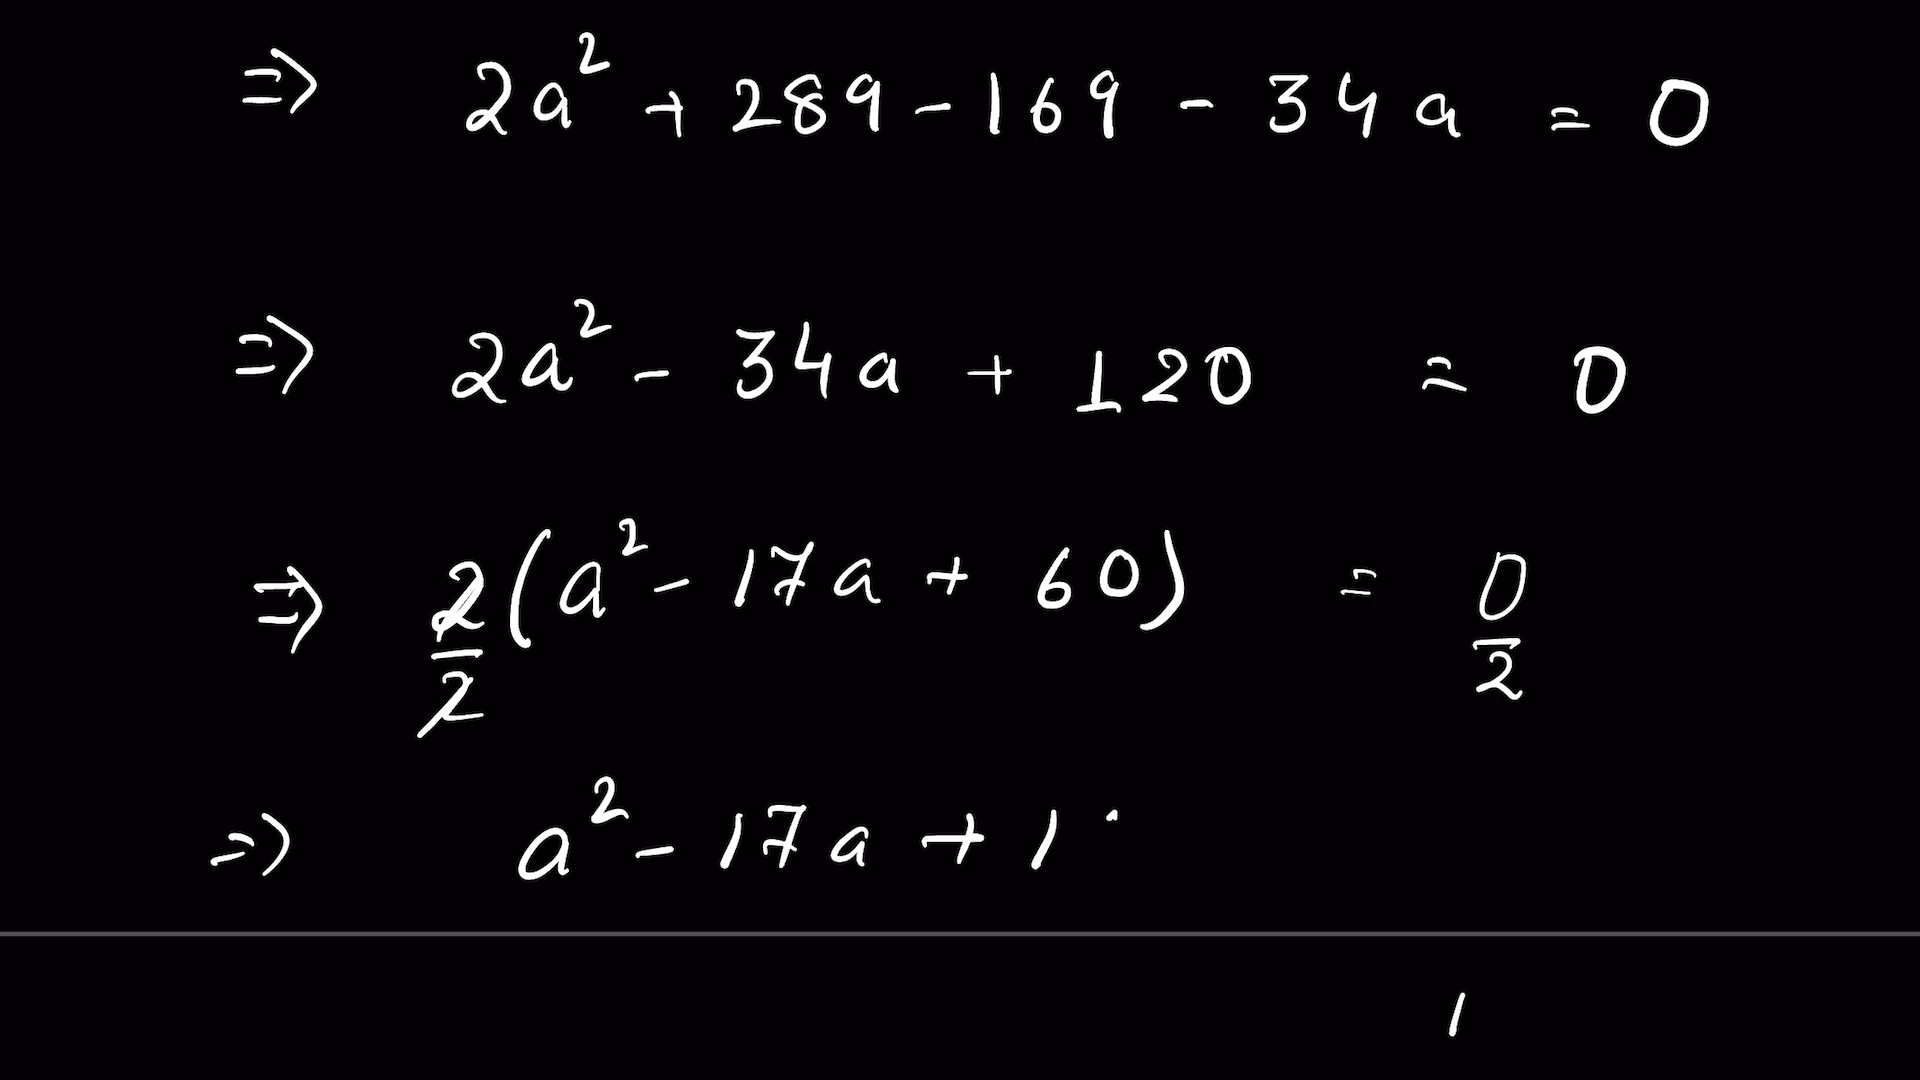 ⇒ 2a² + 289 - 169 - 34a = 0
⇒ 2a² - 34a + 120 = 0
⇒ 2/2 (a² - 17a + 60) = 0/2
⇒ a² - 17a + 1